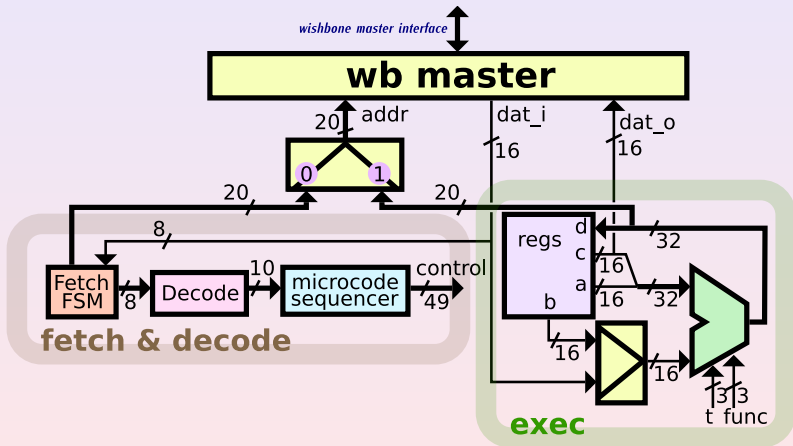 wishbone master interface
wb master
20 addr
dat_i
dat_o
16
16
0 1
20
20
8
regs
d
c
a
b
32
16
16
32
Fetch
FSM
8
Decode
10
microcode
sequencer
control
49
16
16
fetch & decode
3 3
t func
exec